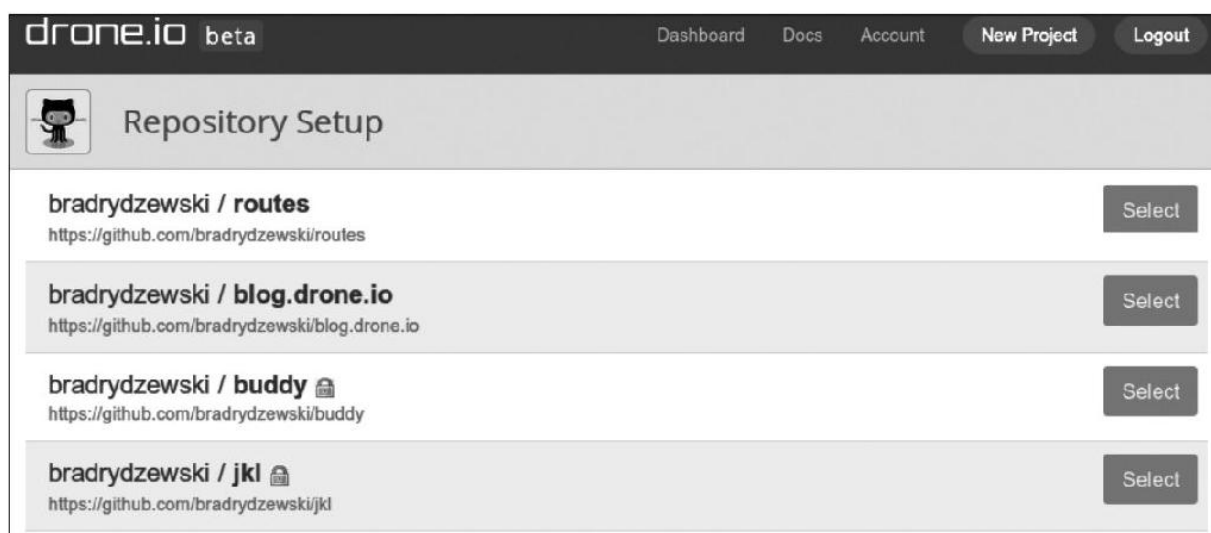 drone.io beta Dashboard Docs Account New Project Logout
Repository Setup
bradrydzewski / routes Select
https://github.com/bradrydzewski/routes
bradrydzewski / blog.drone.io Select
https://github.com/bradrydzewski/blog.drone.io
bradrydzewski / buddy Select
https://github.com/bradrydzewski/buddy
bradrydzewski / jkl Select
https://github.com/bradrydzewski/jkl